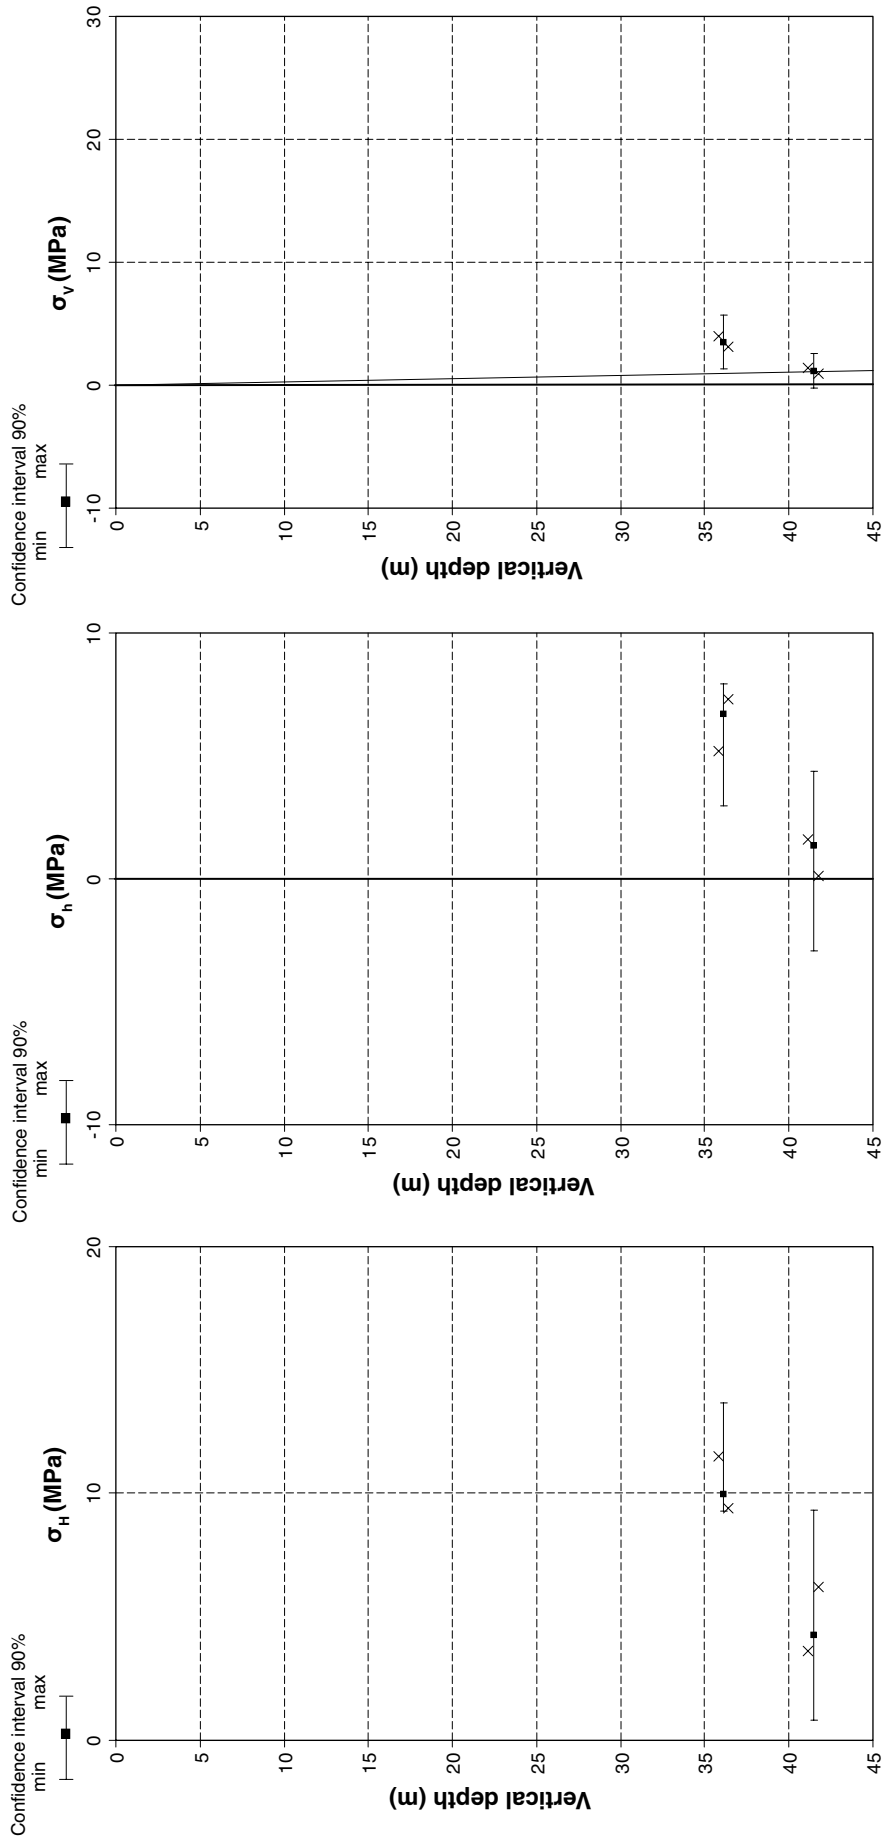 Confidence interval 90%
min max
σH (MPa)
0 10 20
Vertical depth (m)
0
5
10
15
20
25
30
35
40
45
Confidence interval 90%
min max
σh (MPa)
-10 0 10
Vertical depth (m)
0
5
10
15
20
25
30
35
40
45
Confidence interval 90%
min max
σv (MPa)
-10 0 10 20 30
Vertical depth (m)
0
5
10
15
20
25
30
35
40
45